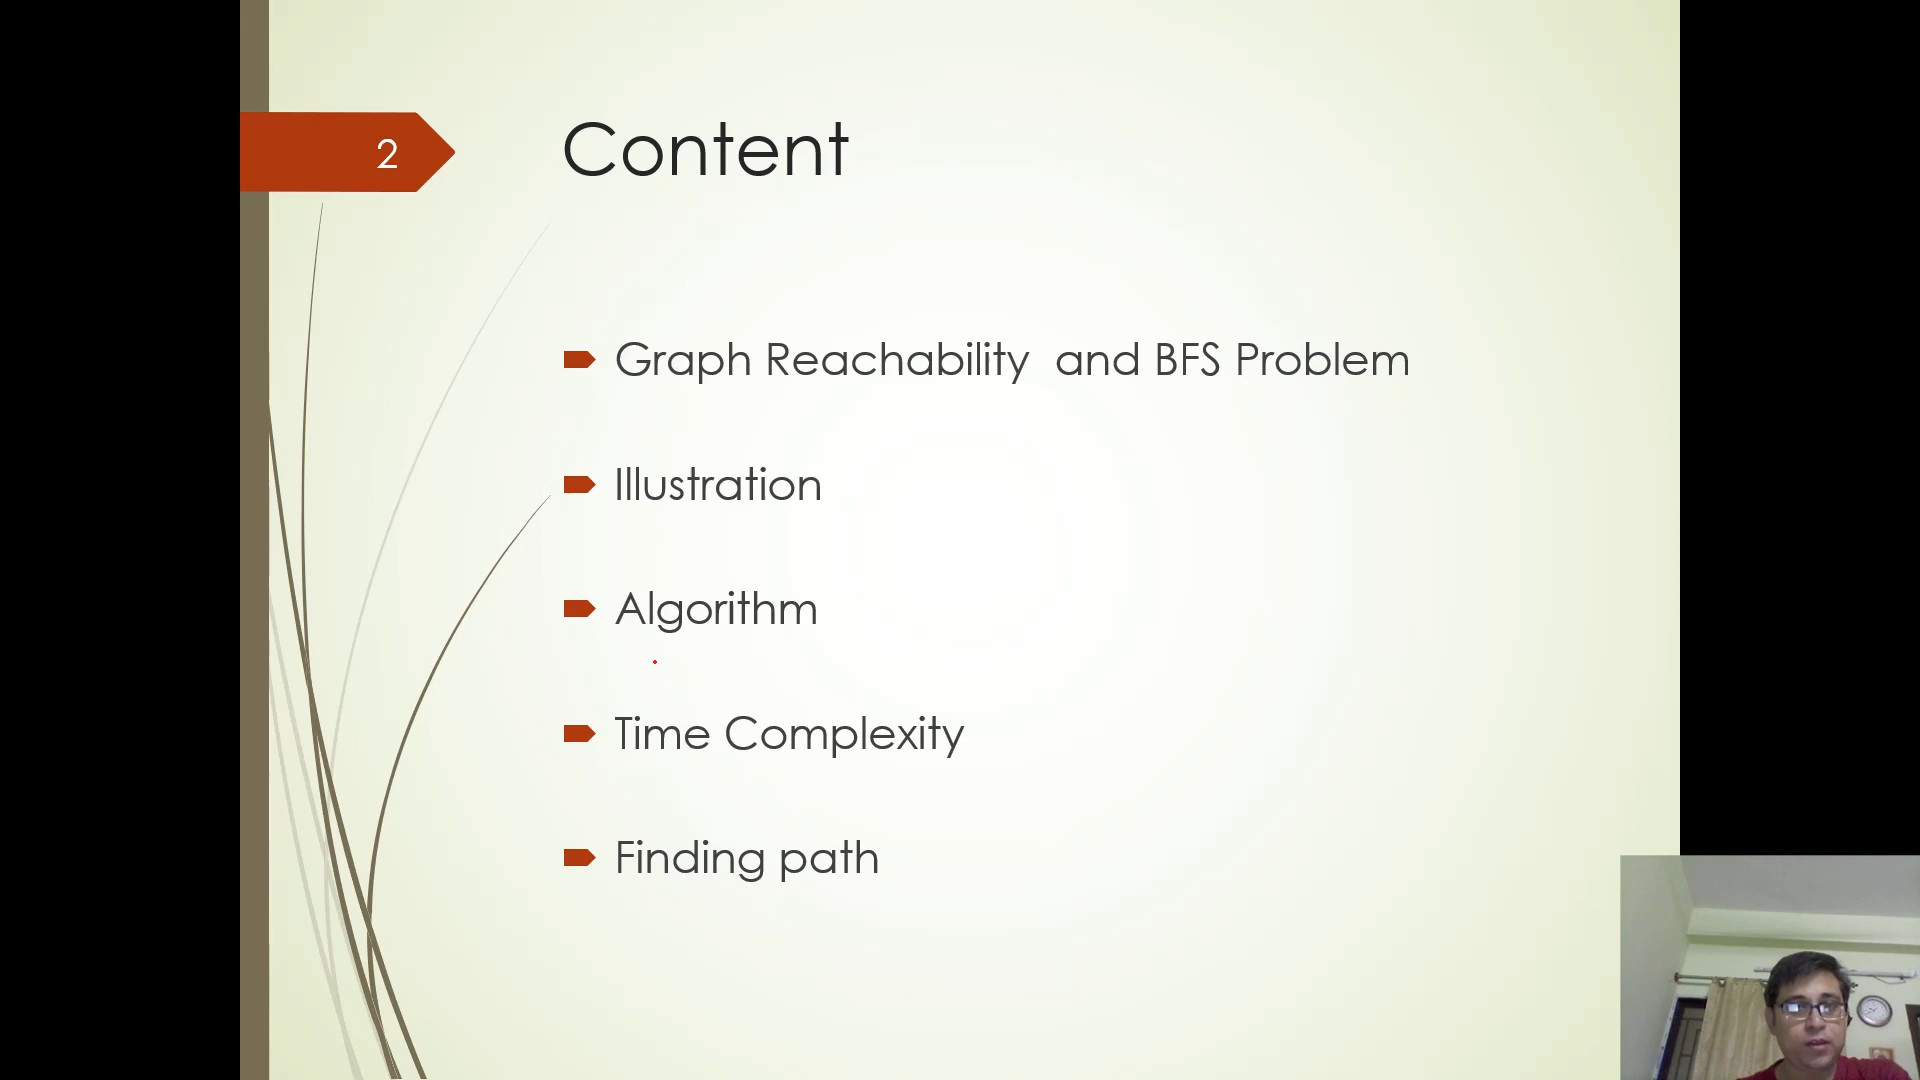 2
Content
Graph Reachability and BFS Problem
Illustration
Algorithm
Time Complexity
Finding path